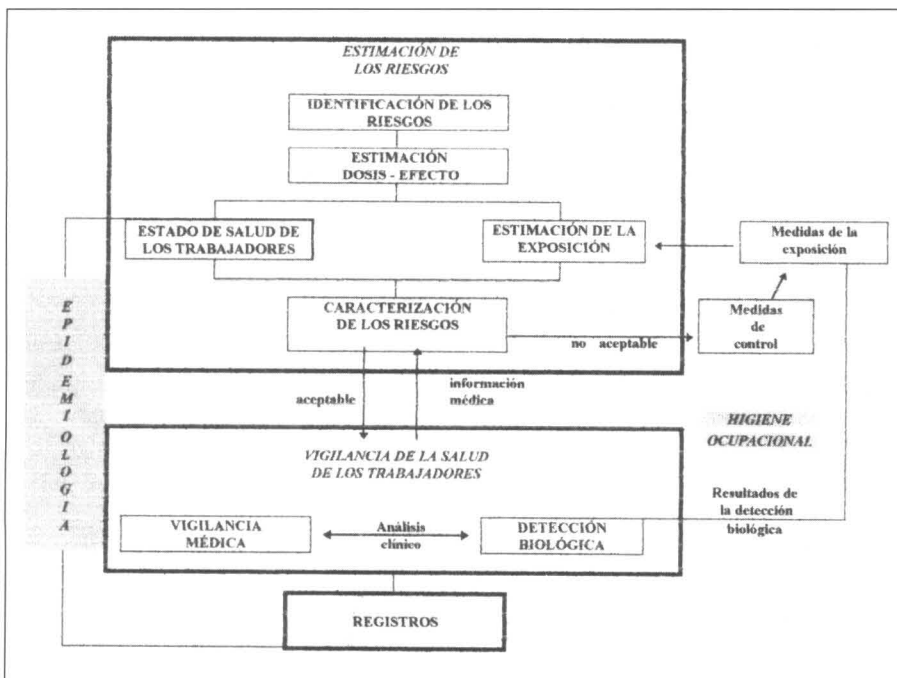 ESTIMACIÓN DE
LOS RIESGOS
IDENTIFICACIÓN DE LOS
RIESGOS
ESTIMACIÓN
DOSIS - EFECTO
ESTADO DE SALUD DE
LOS TRABAJADORES
ESTIMACIÓN DE LA
EXPOSICIÓN
Medidas de la
exposición
CARACTERIZACIÓN
DE LOS RIESGOS
no aceptable
Medidas
de
control
aceptable
información
médica
EPIDEMIOLOGIA
HIGIENE
OCUPACIONAL
VIGILANCIA DE LA SALUD
DE LOS TRABAJADORES
VIGILANCIA
MÉDICA
Análisis
clínico
DETECCIÓN
BIOLÓGICA
Resultados de
la detección
biológica
REGISTROS